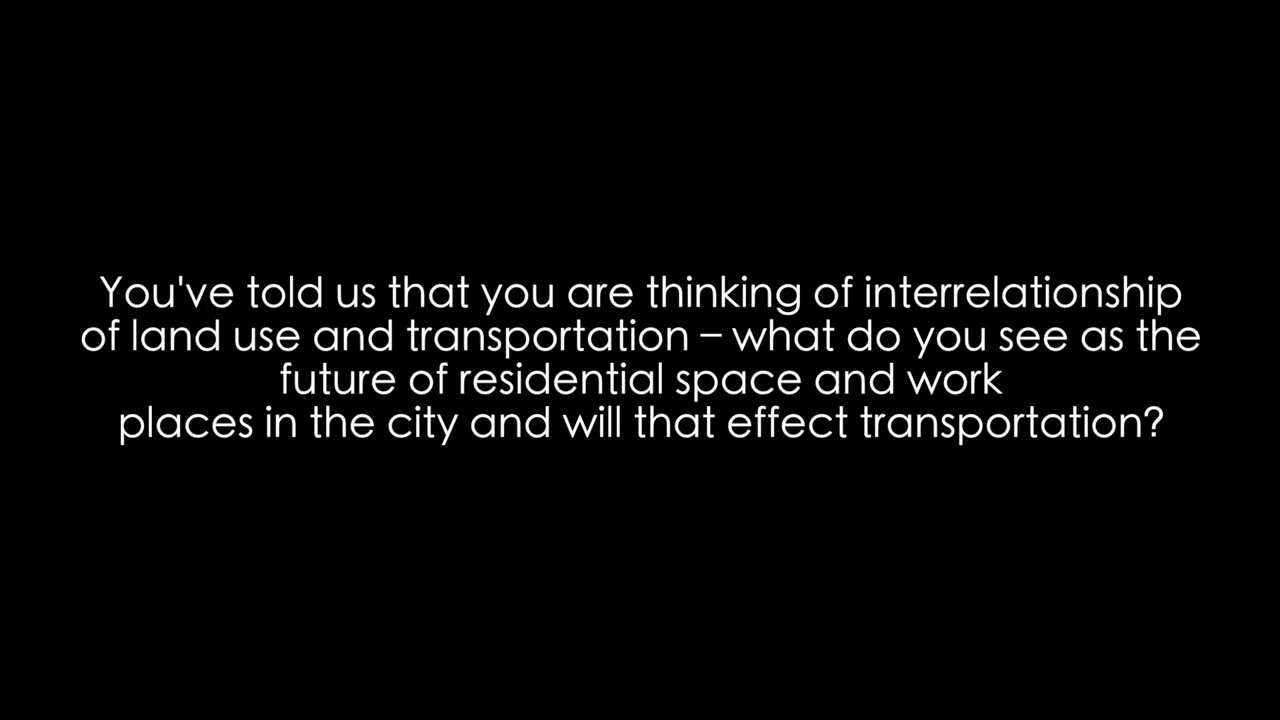 You've told us that you are thinking of interrelationship
of land use and transportation – what do you see as the
future of residential space and work
places in the city and will that effect transportation?